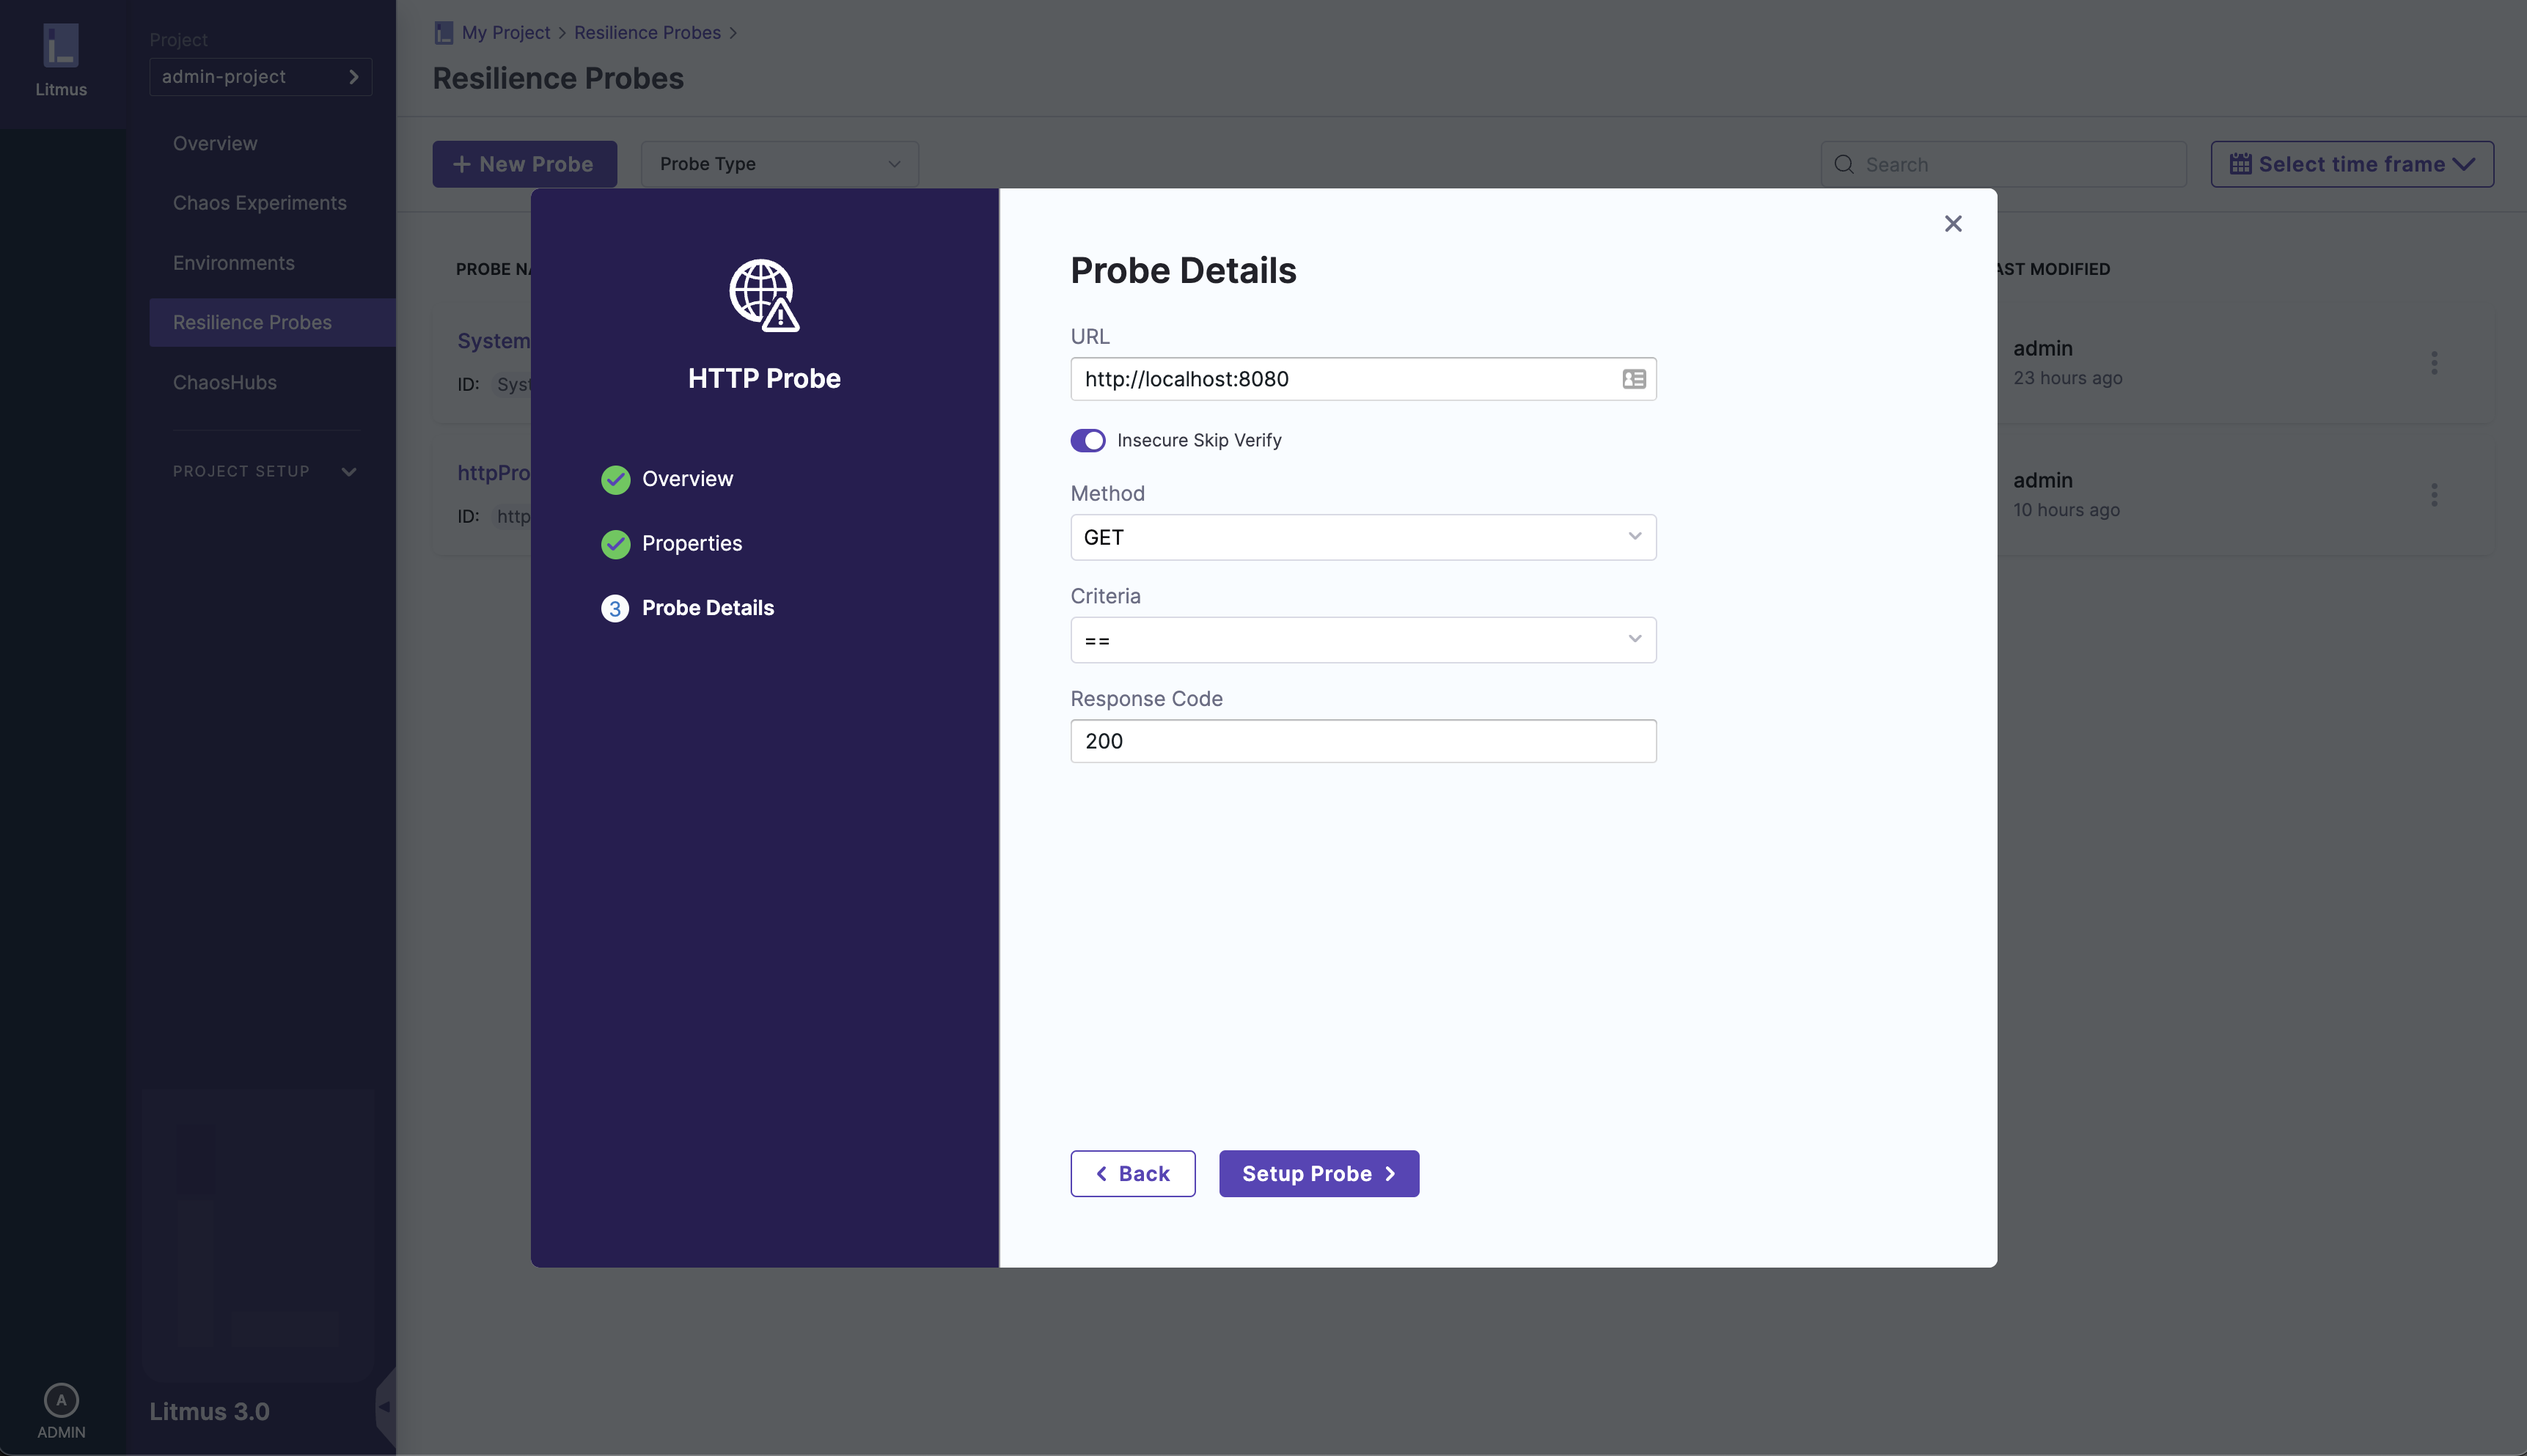 Litmus
Project
admin-project
Overview
Chaos Experiments
Environments
Resilience Probes
ChaosHubs
PROJECT SETUP
Litmus 3.0
A
ADMIN
My Project > Resilience Probes >
Resilience Probes
+ New Probe
Probe Type
Search
Select time frame
PROBE NA
AST MODIFIED
System
ID: Syst
admin
23 hours ago
httpPro
ID: http
admin
10 hours ago
HTTP Probe
Overview
Properties
3 Probe Details
Probe Details
URL
http://localhost:8080
Insecure Skip Verify
Method
GET
Criteria
==
Response Code
200
Back
Setup Probe